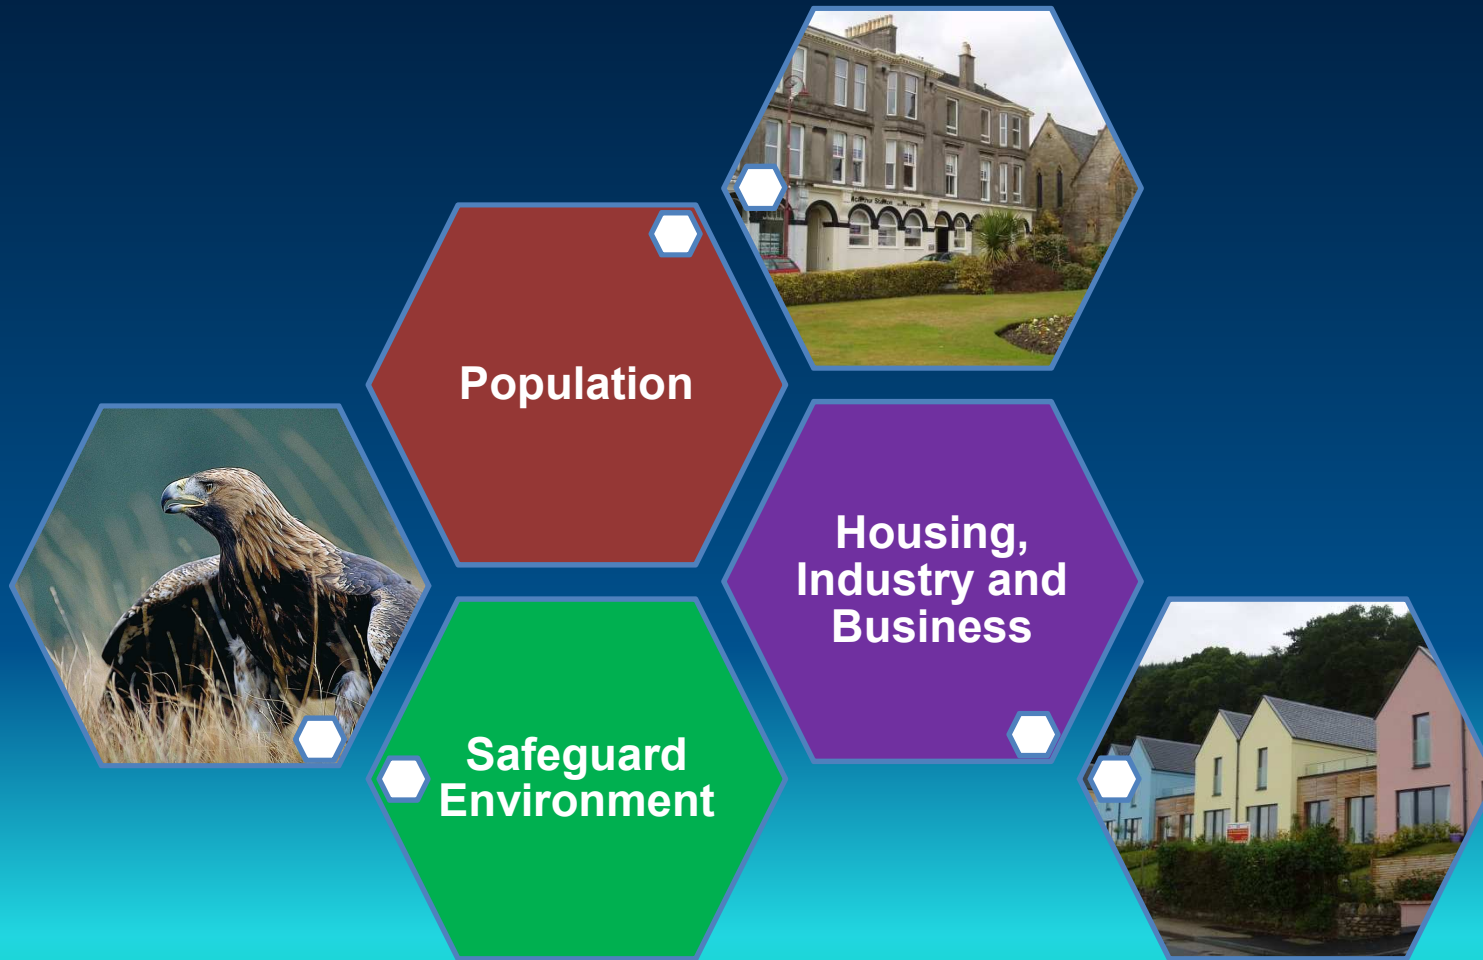 Population
Housing,
Industry and
Business
Safeguard
Environment